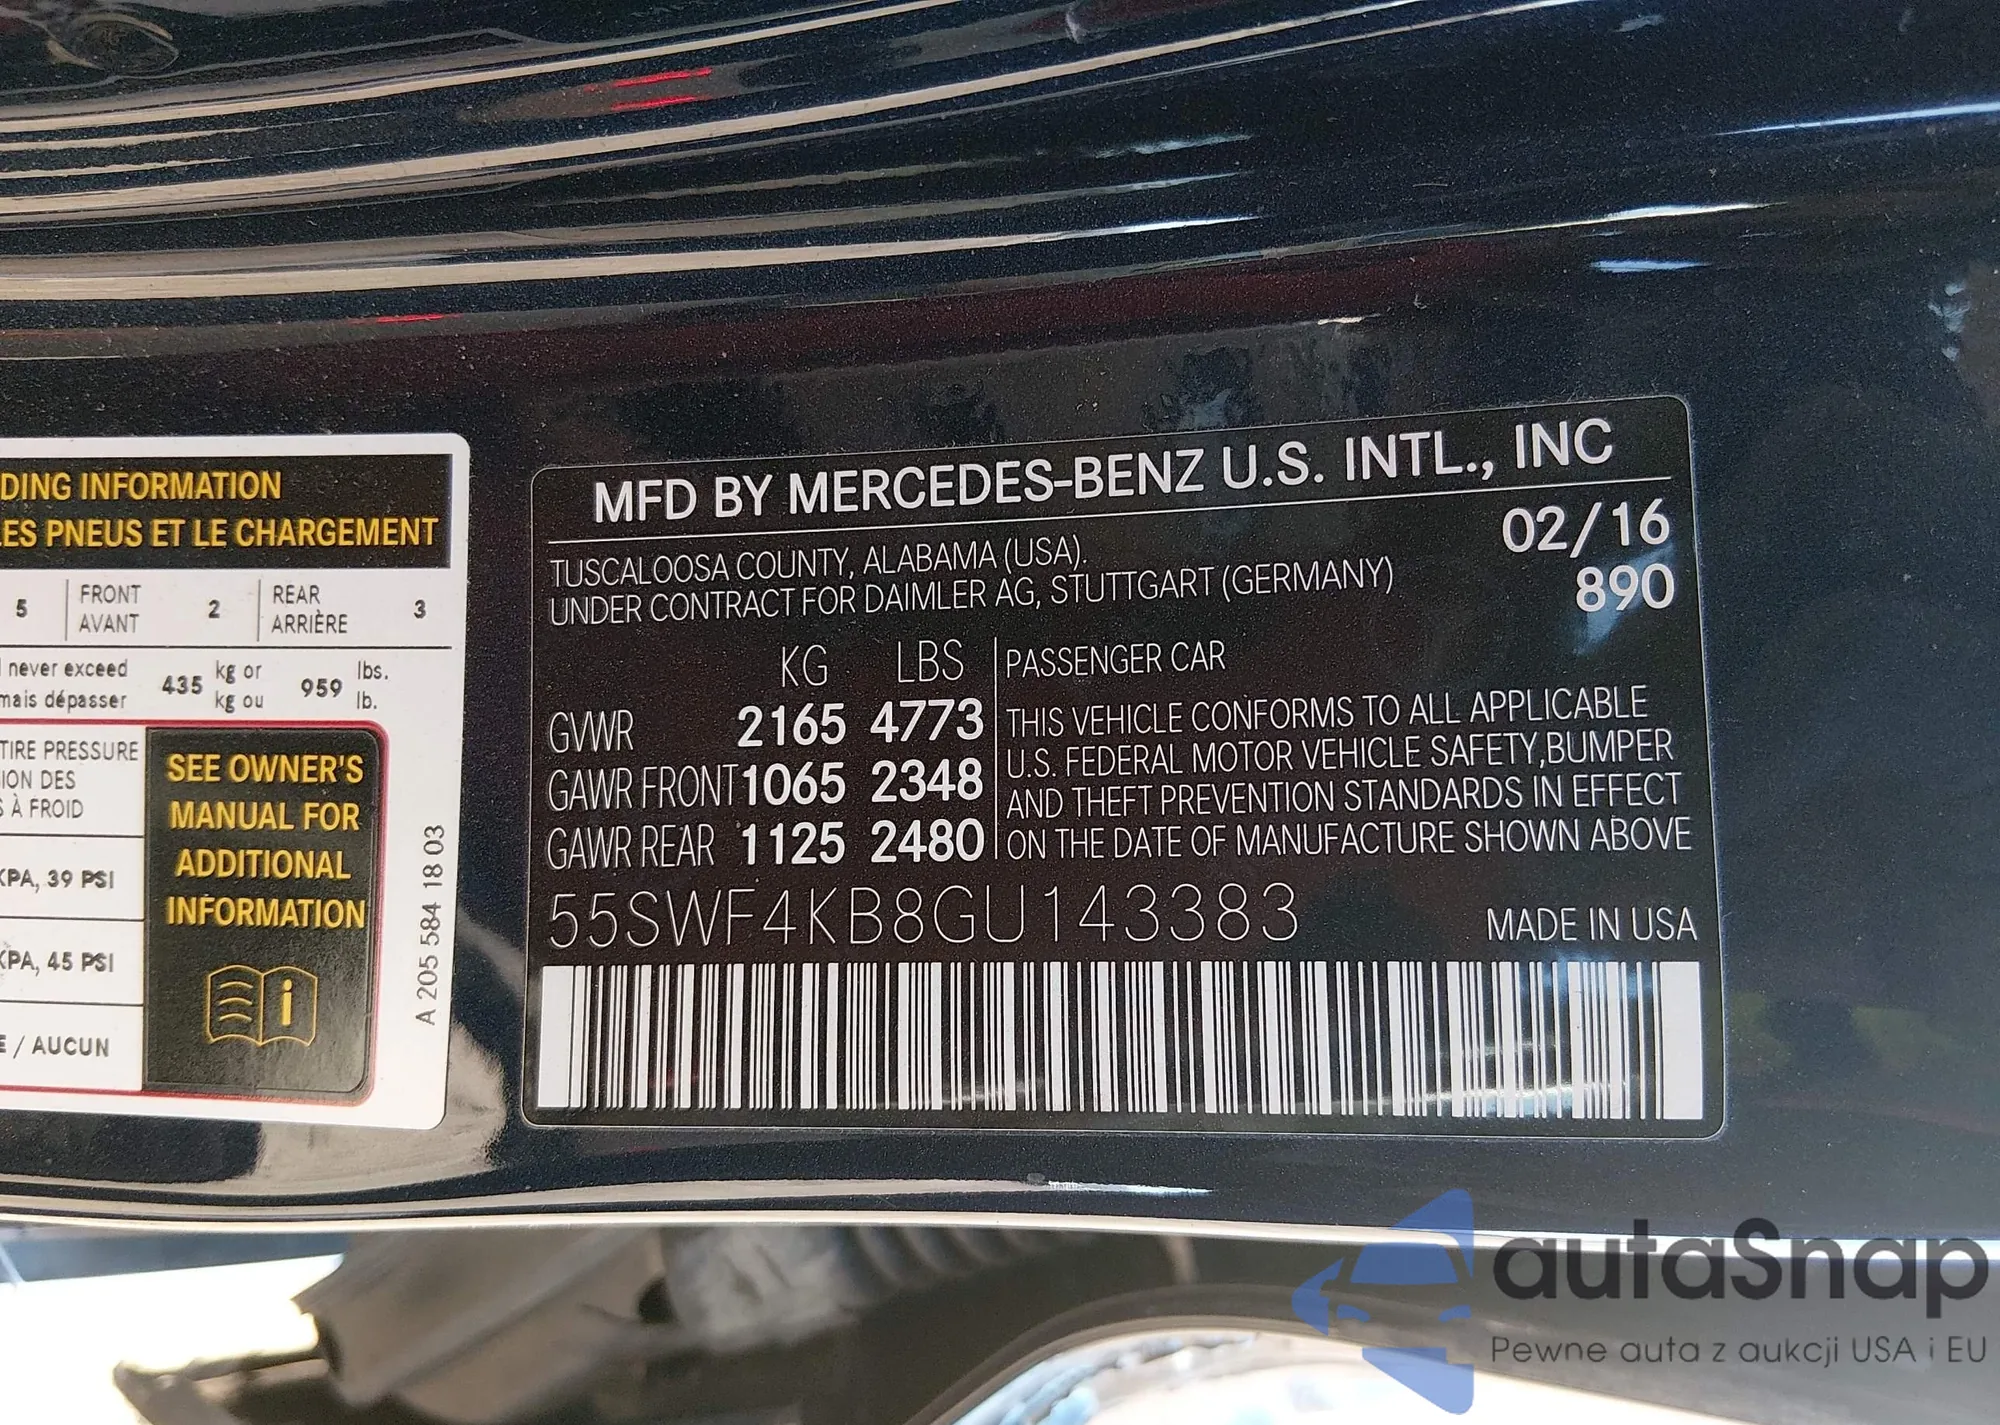 DING INFORMATION
LES PNEUS ET LE CHARGEMENT
5 FRONT AVANT 2 REAR ARRIÈRE 3
never exceed 435 kg or 959 lbs.
mais dépasser kg ou lb.
TIRE PRESSURE
ION DES
À FROID
KPA, 39 PSI
KPA, 45 PSI
E / AUCUN
SEE OWNER'S
MANUAL FOR
ADDITIONAL
INFORMATION
i
A 205 584 18 03
MFD BY MERCEDES-BENZ U.S. INTL., INC
TUSCALOOSA COUNTY, ALABAMA (USA). 02/16
UNDER CONTRACT FOR DAIMLER AG, STUTTGART (GERMANY) 890
KG LBS
GVWR 2165 4773
GAWR FRONT 1065 2348
GAWR REAR 1125 2480
PASSENGER CAR
THIS VEHICLE CONFORMS TO ALL APPLICABLE
U.S. FEDERAL MOTOR VEHICLE SAFETY,BUMPER
AND THEFT PREVENTION STANDARDS IN EFFECT
ON THE DATE OF MANUFACTURE SHOWN ABOVE
55SWF4KB8GU143383
MADE IN USA
autaSnap
Pewne auta z aukcji USA i EU